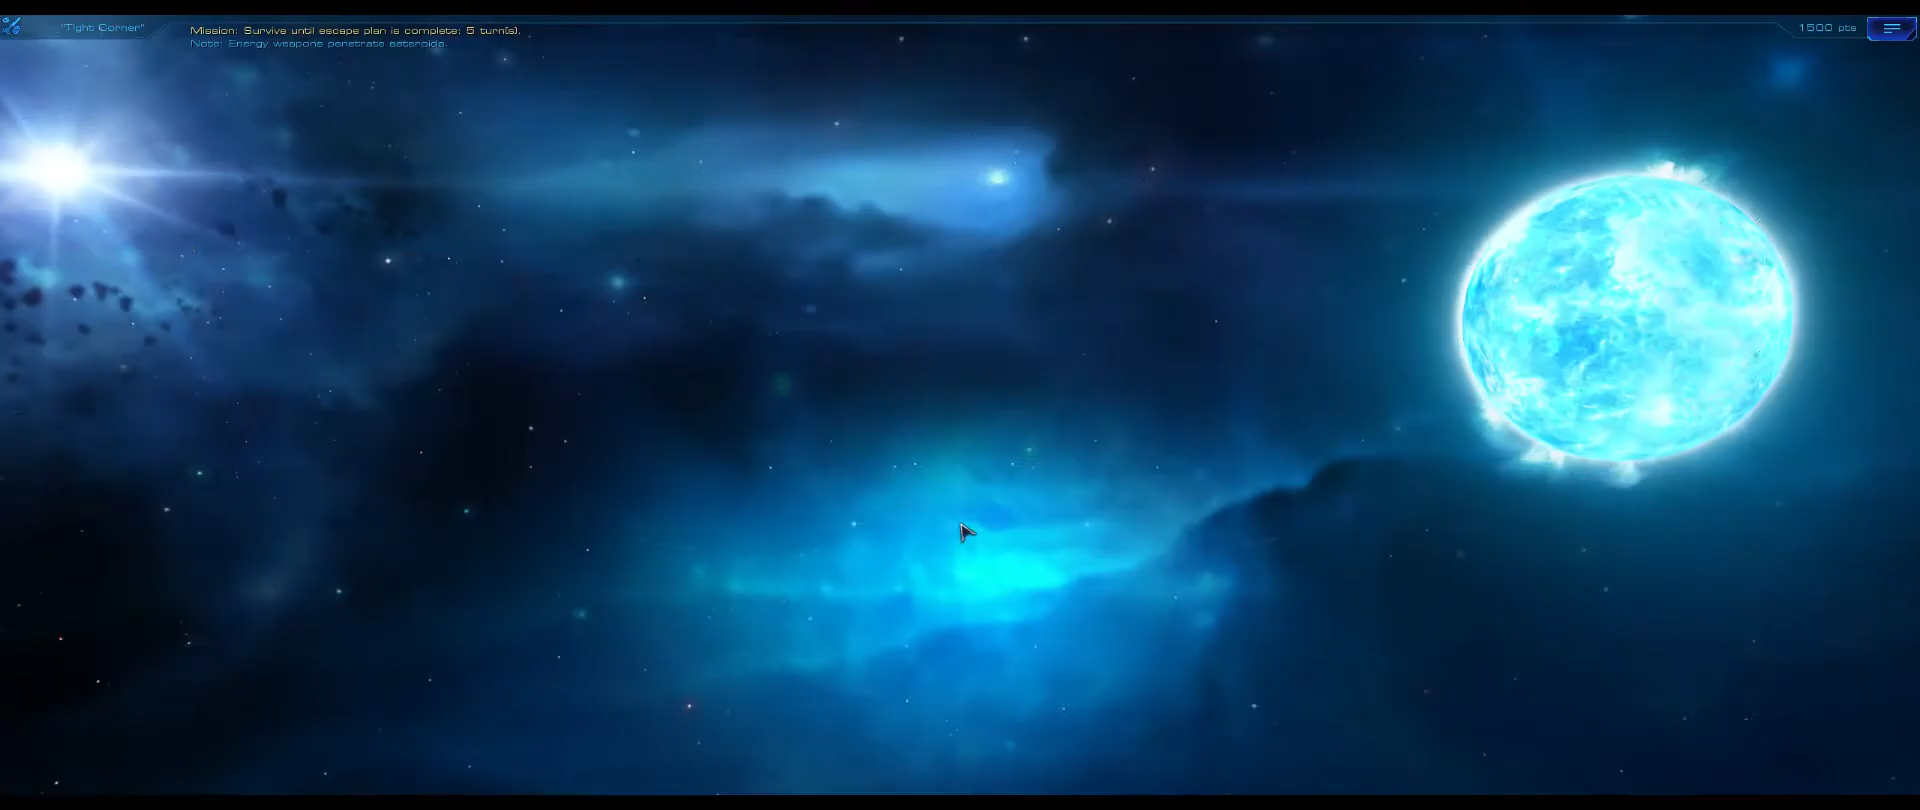 "Tight Corner"
Mission: Survive until escape plan is complete: 5 turn(s).
Note: Energy weapons penetrate asteroids.
1500 pts